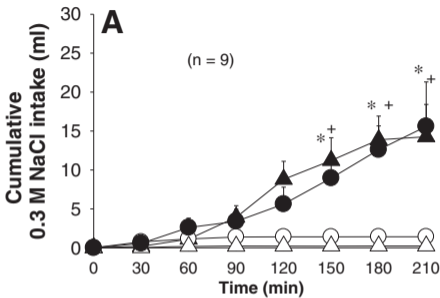 A
(n = 9)
Cumulative
0.3 M NaCl intake (ml)
30
25
20
15
10
5
0
* +
* +
* +
0 30 60 90 120 150 180 210
Time (min)